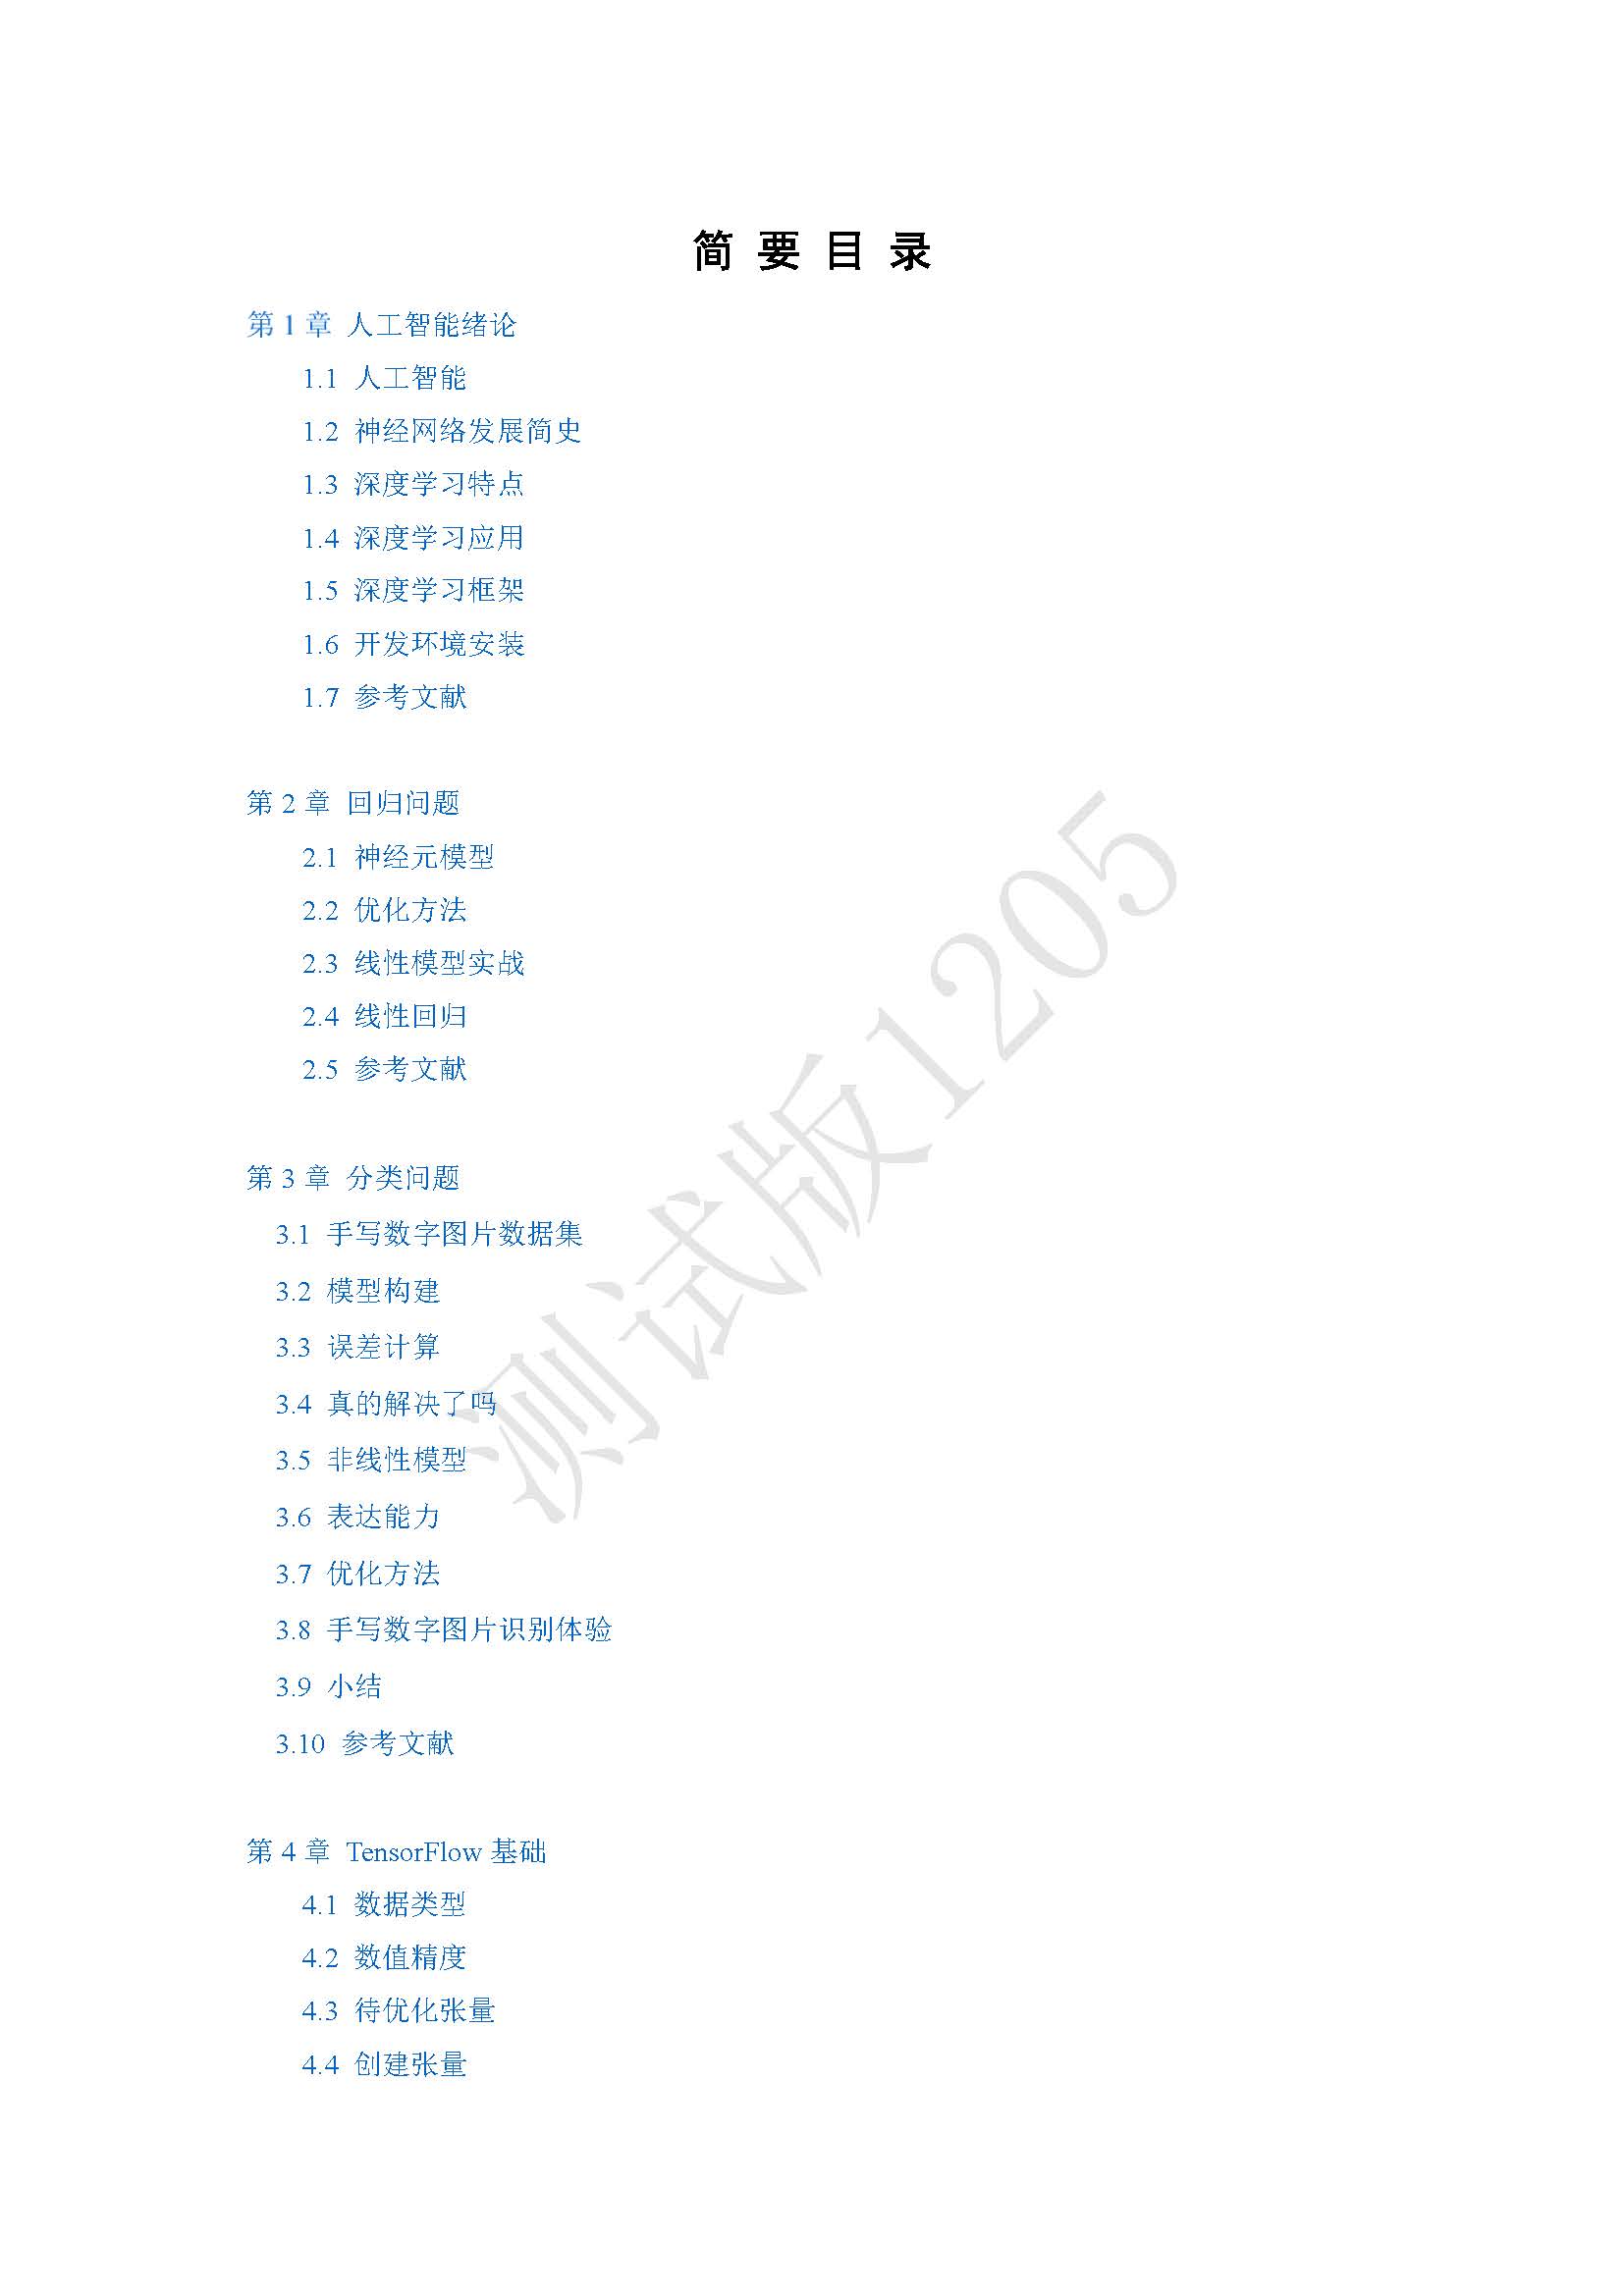 简 要 目 录
第 1 章 人工智能绪论
1.1 人工智能
1.2 神经网络发展简史
1.3 深度学习特点
1.4 深度学习应用
1.5 深度学习框架
1.6 开发环境安装
1.7 参考文献
第 2 章 回归问题
2.1 神经元模型
2.2 优化方法
2.3 线性模型实战
2.4 线性回归
2.5 参考文献
第 3 章 分类问题
3.1 手写数字图片数据集
3.2 模型构建
3.3 误差计算
3.4 真的解决了吗
3.5 非线性模型
3.6 表达能力
3.7 优化方法
3.8 手写数字图片识别体验
3.9 小结
3.10 参考文献
第 4 章 TensorFlow 基础
4.1 数据类型
4.2 数值精度
4.3 待优化张量
4.4 创建张量
测试版1205